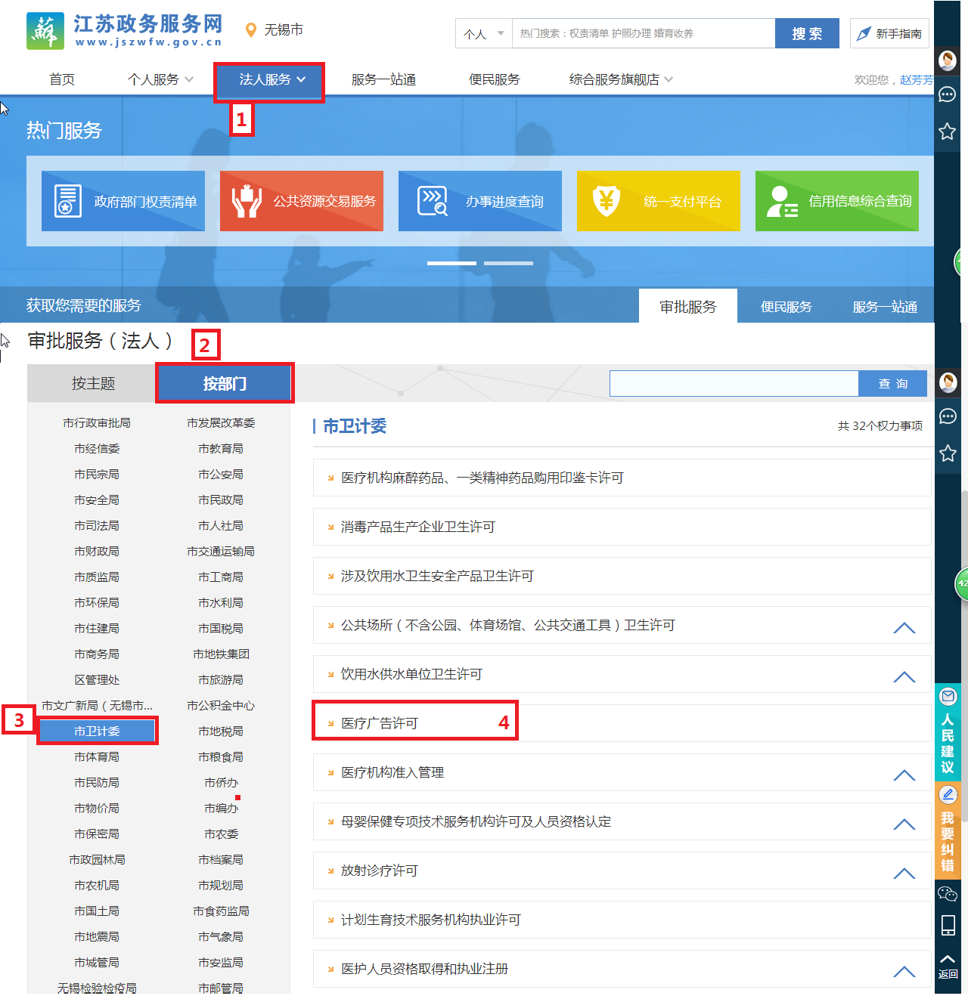 江苏政务服务网
www.jszwfw.gov.cn
无锡市
个人
热门搜索：权责清单 护照办理 婚育收养
搜 索
新手指南
首页
个人服务
法人服务
服务一站通
便民服务
综合服务旗舰店
欢迎您，赵芳芳
1
热门服务
政府部门权责清单
公共资源交易服务
办事进度查询
统一支付平台
信用信息综合查询
获取您需要的服务
审批服务
便民服务
服务一站通
审批服务（法人）
2
按主题
按部门
查 询
市行政审批局 市发展改革委
市经信委 市教育局
市民宗局 市公安局
市安全局 市民政局
市司法局 市人社局
市财政局 市交通运输局
市质监局 市工商局
市环保局 市水利局
市住建局 市国税局
市商务局 市地铁集团
区管理处 市旅游局
市文广新局（无锡市... 市公积金中心
3
市卫计委 市地税局
市体育局 市粮食局
市民防局 市侨办
市物价局 市编办
市保密局 市农委
市政园林局 市档案局
市农机局 市规划局
市国土局 市食药监局
市地震局 市气象局
市城管局 市安监局
无锡检验检疫局 市邮管局
市卫计委
共 32个权力事项
医疗机构麻醉药品、一类精神药品购用印鉴卡许可
消毒产品生产企业卫生许可
涉及饮用水卫生安全产品卫生许可
公共场所（不含公园、体育场馆、公共交通工具）卫生许可
饮用水供水单位卫生许可
医疗广告许可
4
医疗机构准入管理
母婴保健专项技术服务机构许可及人员资格认定
放射诊疗许可
计划生育技术服务机构执业许可
医护人员资格取得和执业注册
42
人民建议
我要纠错
返回